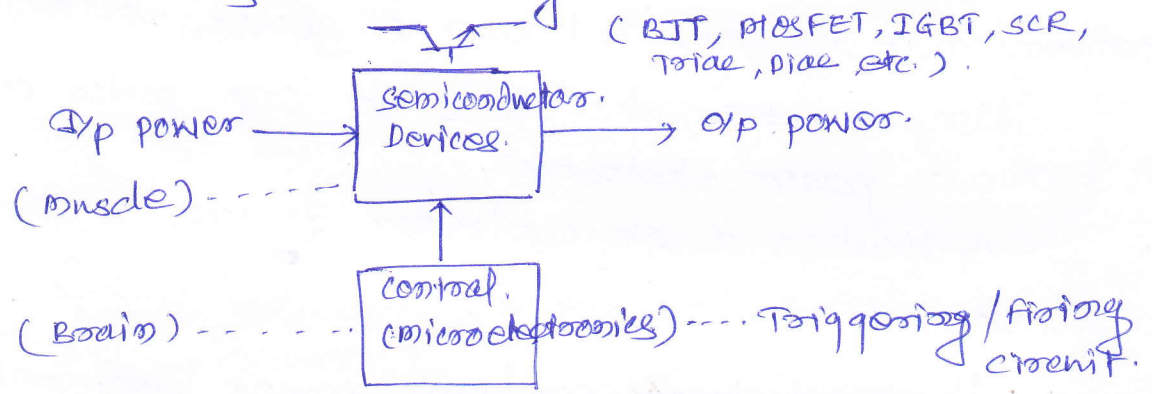 (BJT, MOSFET, IGBT, SCR,
Triac, Diac, etc.).
Semiconductor.
Devices.
I/p power
O/p power.
(Muscle)
Control.
(microelectronics)
(Brain)
Triggering / firing
circuit.